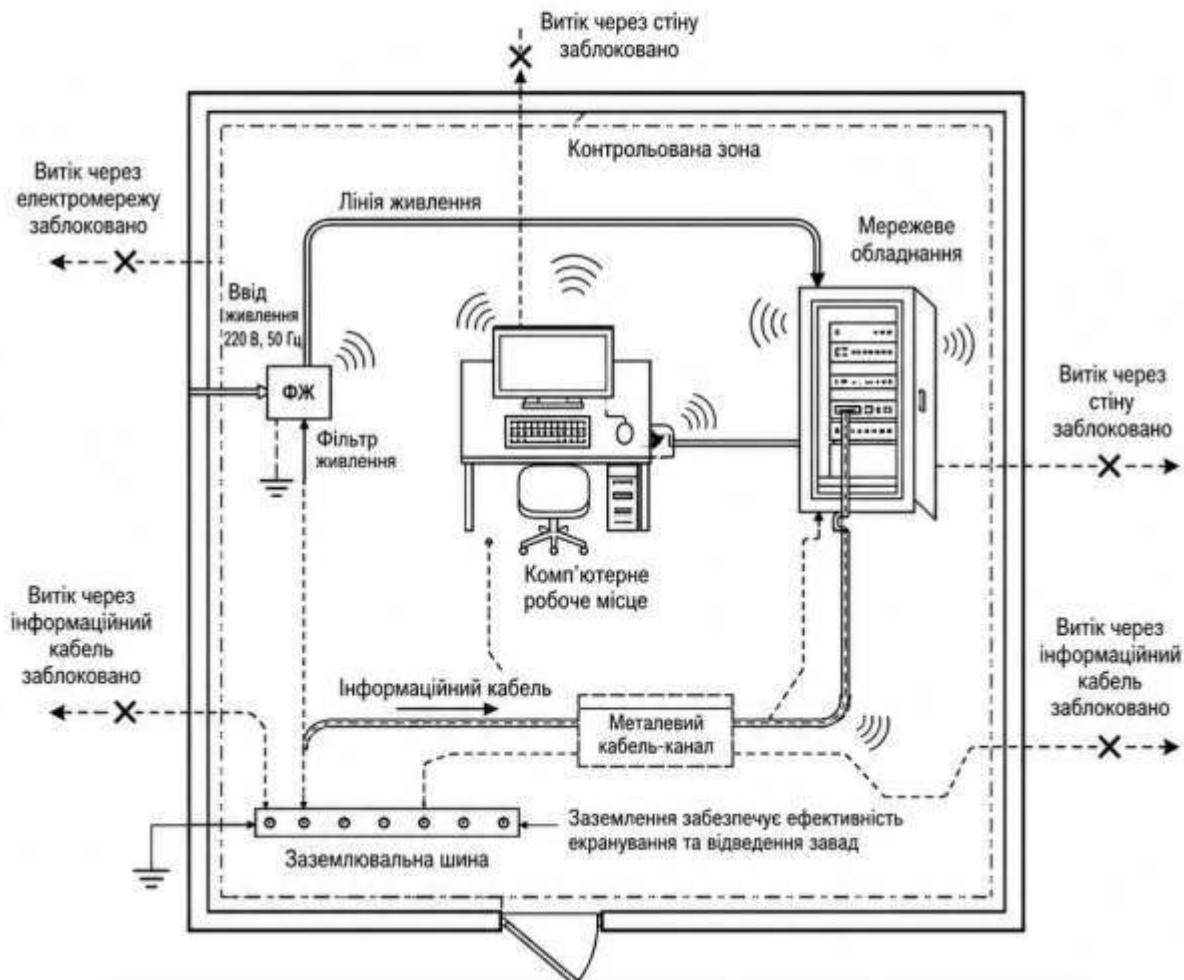 Витік через стіну
заблоковано
Контрольована зона
Витік через
електромережу
заблоковано
Лінія живлення
Мережеве
обладнання
Ввід
живлення
220 В, 50 Гц
ФЖ
Фільтр
живлення
Витік через
стіну
заблоковано
Комп'ютерне
робоче місце
Витік через
інформаційний
кабель
заблоковано
Витік через
інформаційний
кабель
заблоковано
Інформаційний кабель
Металевий
кабель-канал
Заземлення забезпечує ефективність
екранування та відведення завад
Заземлювальна шина